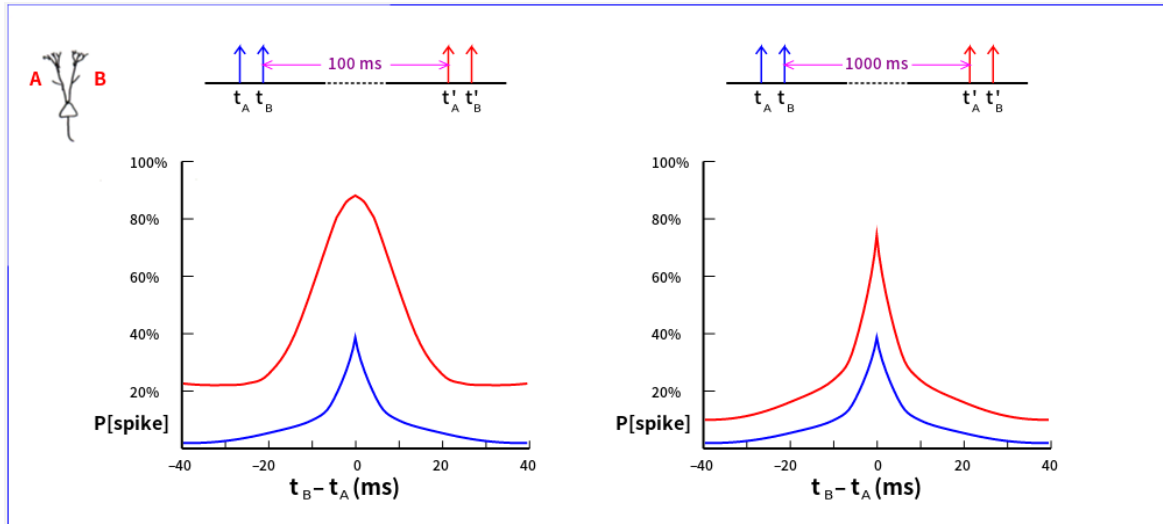 A B
100 ms
t_A t_B t'_A t'_B
1000 ms
t_A t_B t'_A t'_B
100%
80%
60%
40%
20%
P[spike]
–40 –20 0 20 40
t_B – t_A (ms)
100%
80%
60%
40%
20%
P[spike]
–40 –20 0 20 40
t_B – t_A (ms)